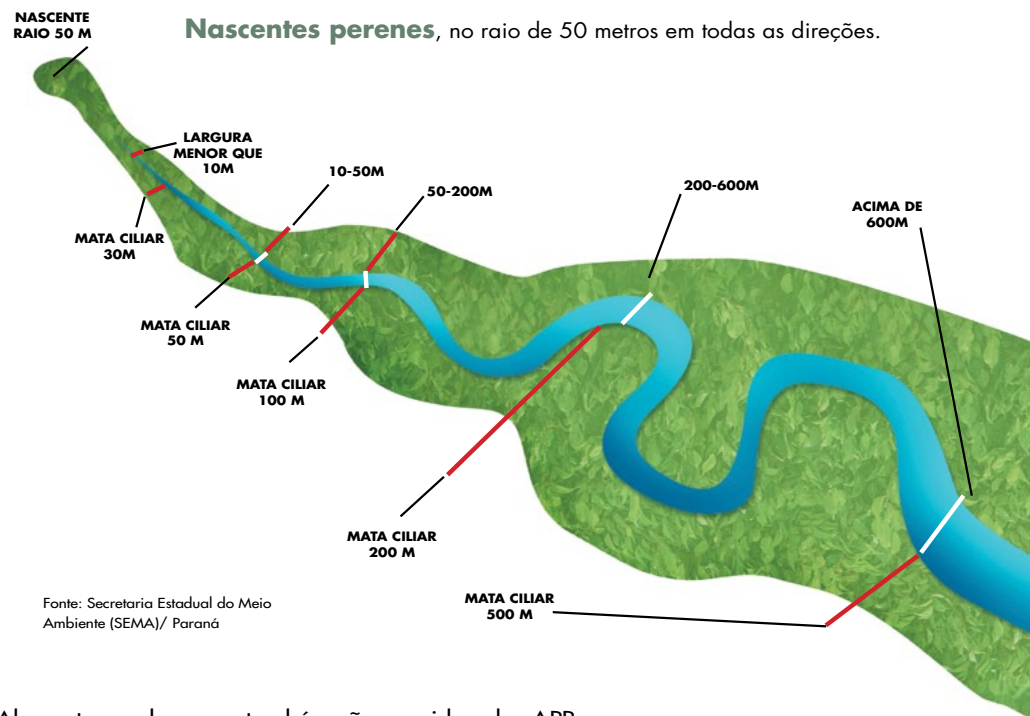 NASCENTE
RAIO 50 M
Nascentes perenes, no raio de 50 metros em todas as direções.
LARGURA
MENOR QUE
10M
10-50M
50-200M
200-600M
ACIMA DE
600M
MATA CILIAR
30M
MATA CILIAR
50 M
MATA CILIAR
100 M
MATA CILIAR
200 M
MATA CILIAR
500 M
Fonte: Secretaria Estadual do Meio
Ambiente (SEMA)/ Paraná